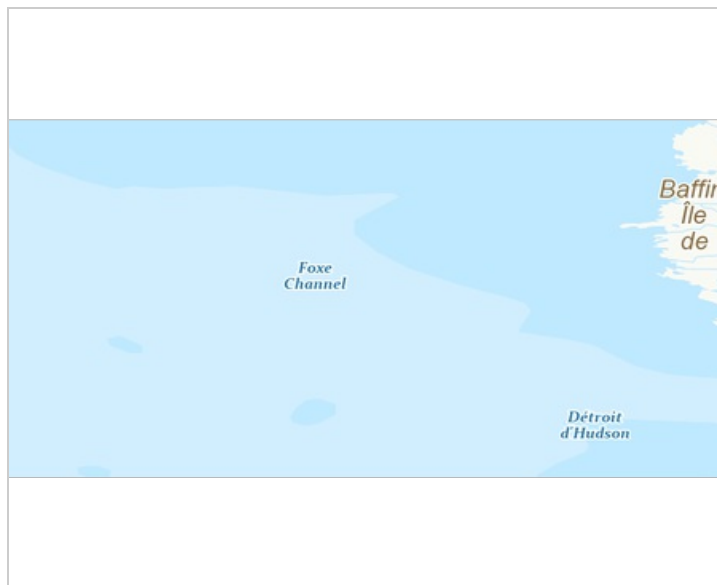 Baffin
Île
de
Foxe
Channel
Détroit
d'Hudson